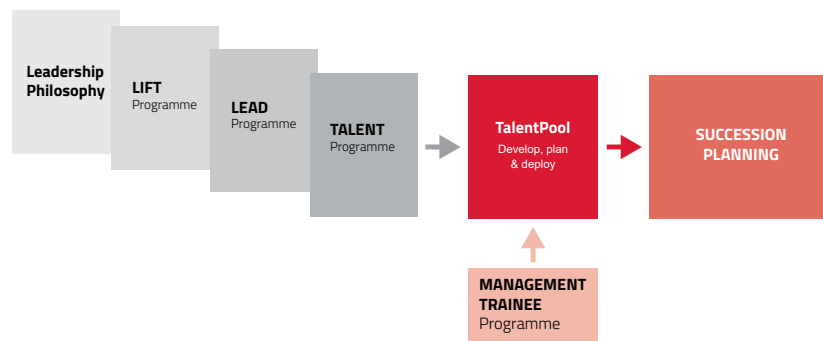 Leadership
Philosophy
LIFT
Programme
LEAD
Programme
TALENT
Programme
TalentPool
Develop, plan
& deploy
SUCCESSION
PLANNING
MANAGEMENT
TRAINEE
Programme